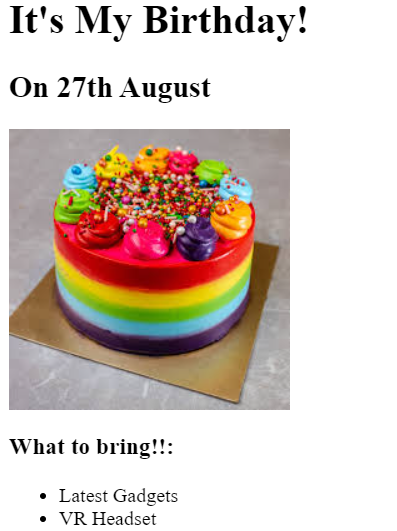 It's My Birthday!
On 27th August
What to bring!!:
Latest Gadgets
VR Headset